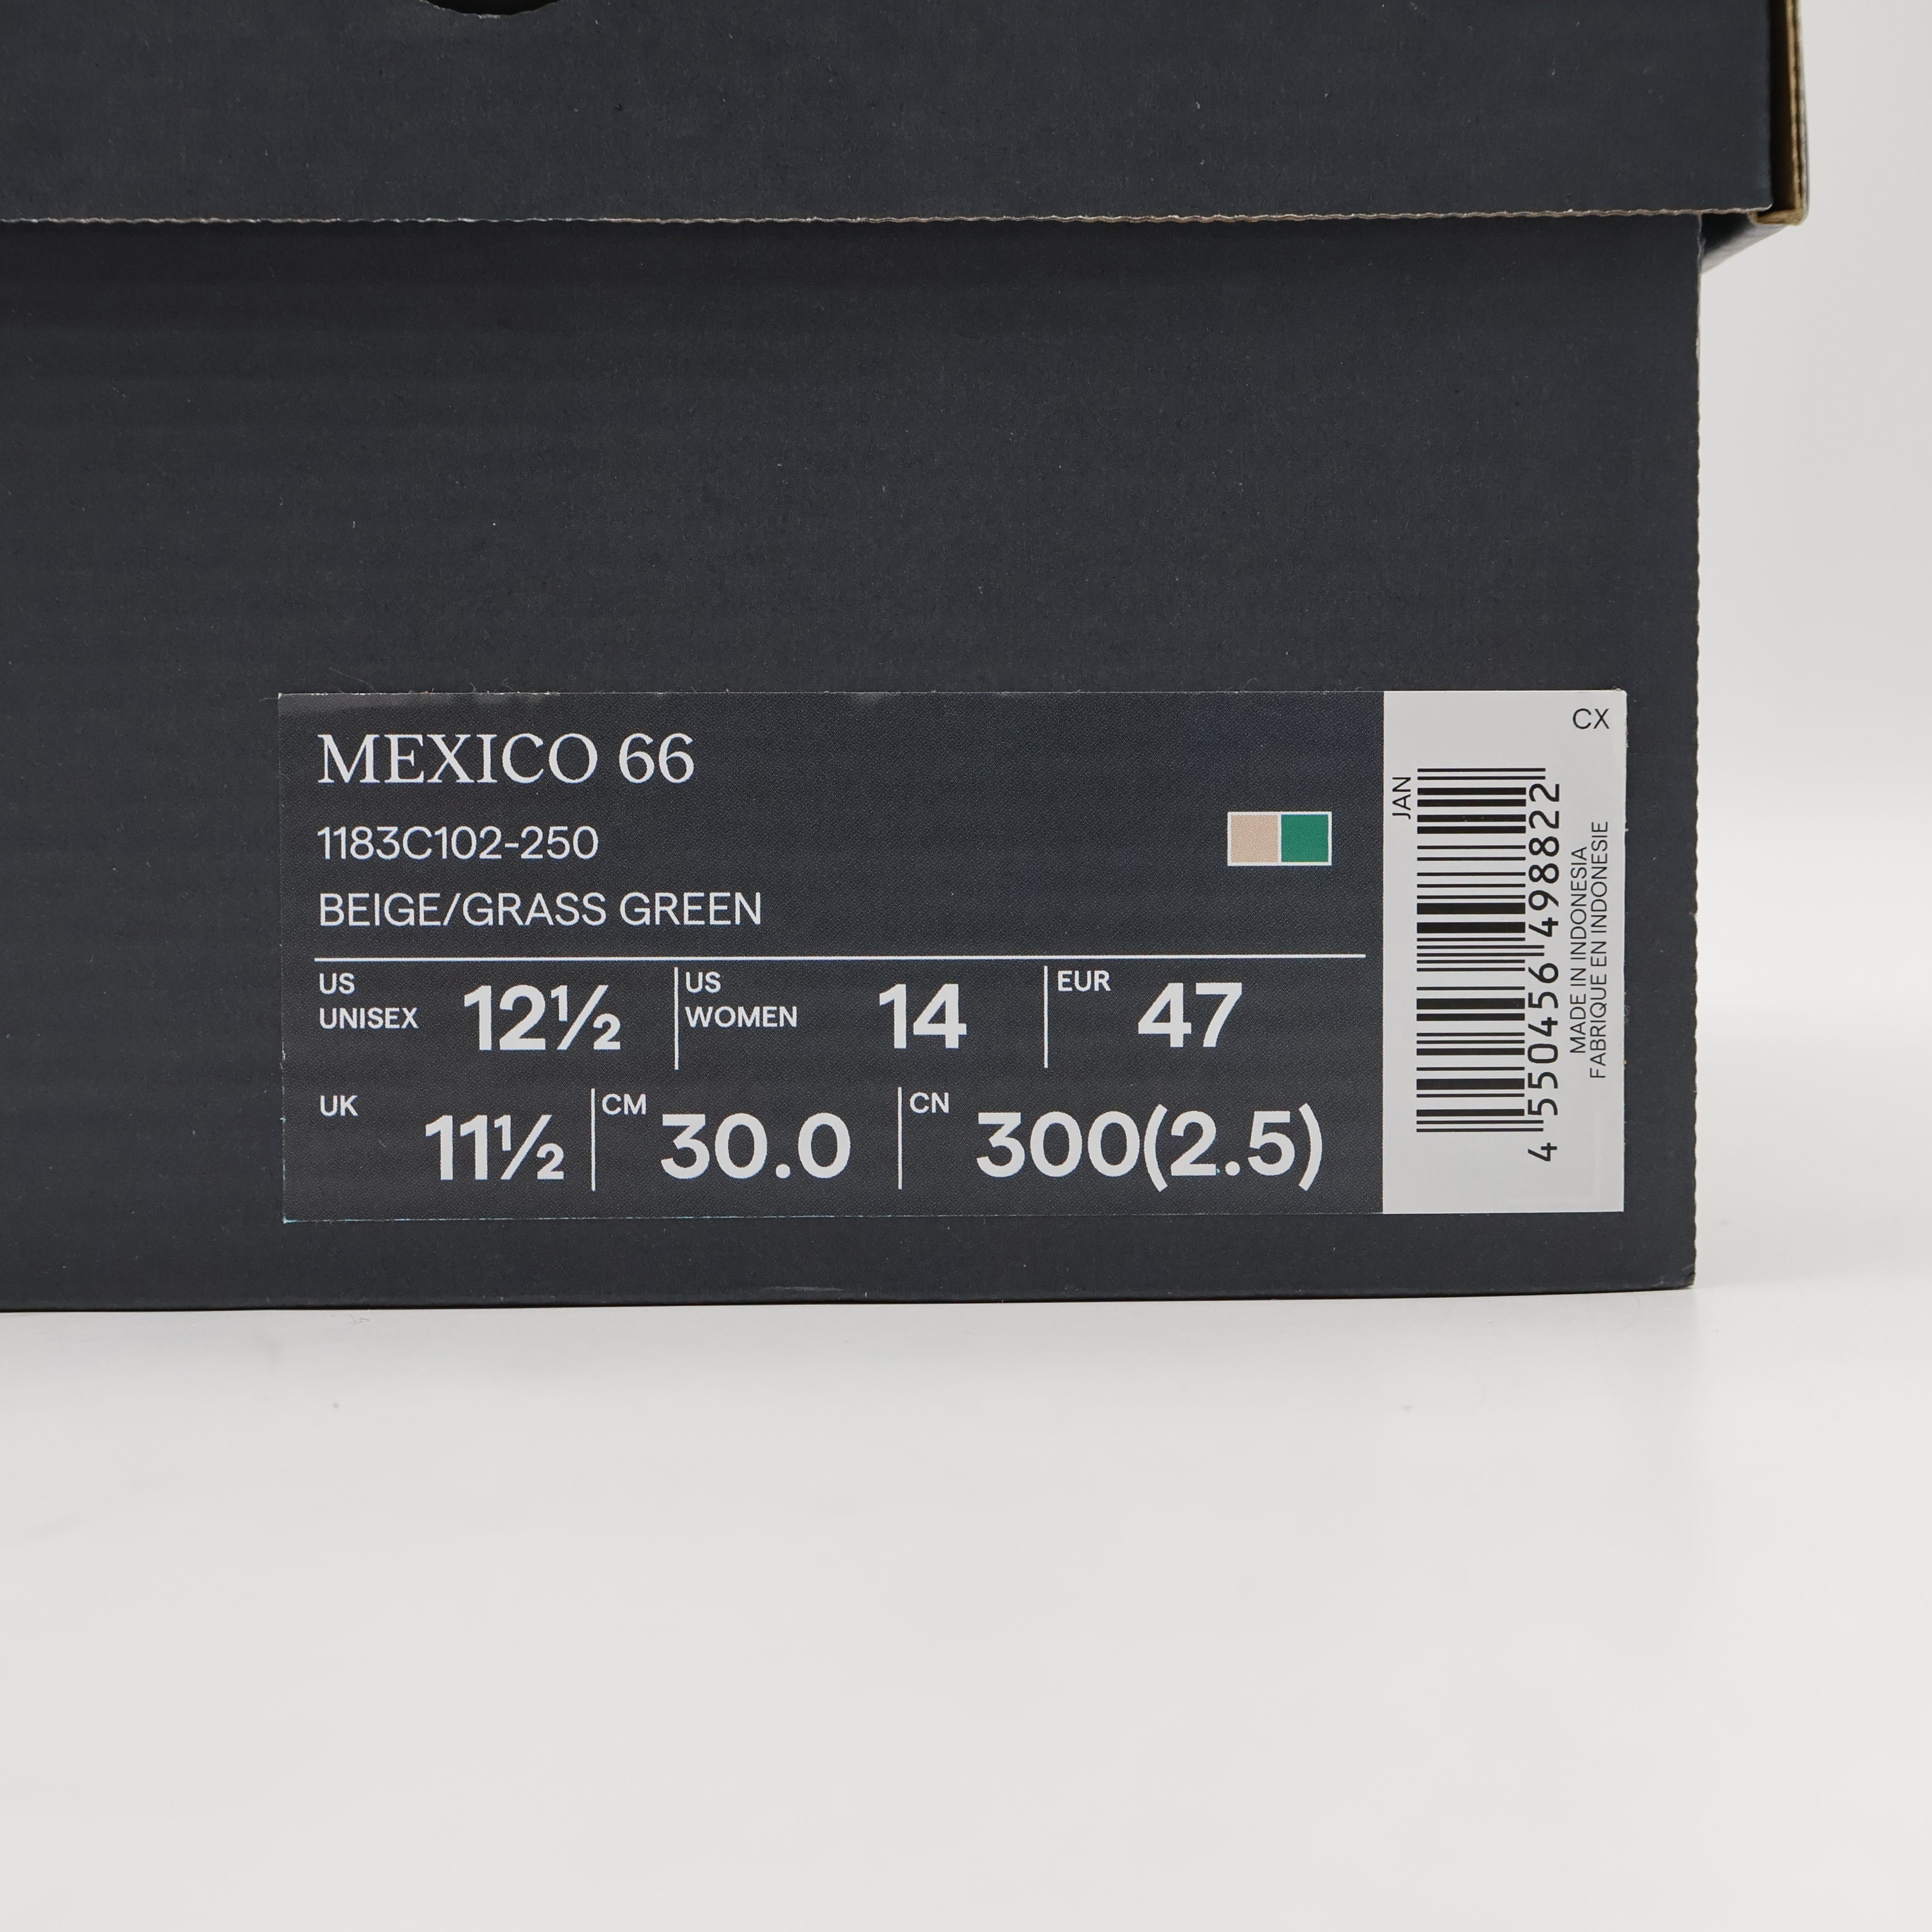 MEXICO 66
1183C102-250
BEIGE/GRASS GREEN
US UNISEX 12½
US WOMEN 14
EUR 47
UK 11½
CM 30.0
CN 300(2.5)
CX
JAN
4 550456 498822
MADE IN INDONESIA
FABRIQUE EN INDONESIE